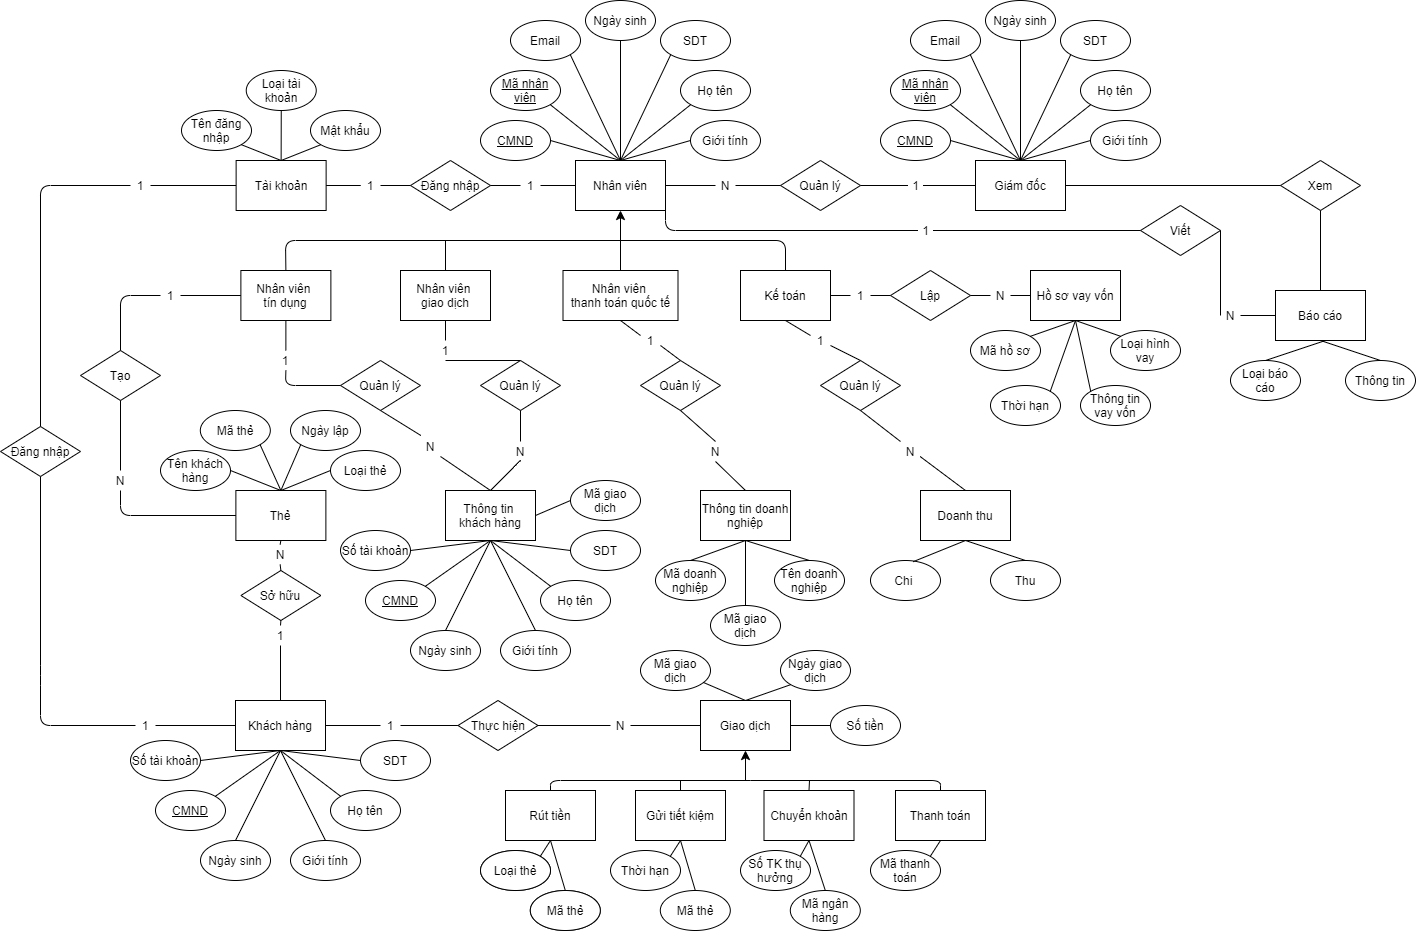 Ngày sinh
Ngày sinh
Email
SDT
Email
SDT
Loại tài
khoản
Mã nhân
viên
Họ tên
Mã nhân
viên
Họ tên
Tên đăng
nhập
Mật khẩu
CMND
Giới tính
CMND
Giới tính
1
Tài khoản
1
Đăng nhập
1
Nhân viên
N
Quản lý
1
Giám đốc
Xem
1
Viết
Nhân viên
tín dụng
Nhân viên
giao dịch
Nhân viên
thanh toán quốc tế
Kế toán
1
Lập
N
Hồ sơ vay vốn
1
N
Báo cáo
1
1
1
1
Mã hồ sơ
Loại hình
vay
Tạo
Quản lý
Quản lý
Quản lý
Quản lý
Loại báo
cáo
Thông tin
Thời hạn
Thông tin
vay vốn
Mã thẻ
Ngày lập
Đăng nhập
N
N
N
N
Tên khách
hàng
Loại thẻ
N
Thẻ
Thông tin
khách hàng
Mã giao
dịch
Thông tin doanh
nghiệp
Doanh thu
N
Số tài khoản
SDT
Sở hữu
CMND
Họ tên
Mã doanh
nghiệp
Tên doanh
nghiệp
Chi
Thu
Mã giao
dịch
1
Ngày sinh
Giới tính
Mã giao
dịch
Ngày giao
dịch
1
Khách hàng
1
Thực hiện
N
Giao dịch
Số tiền
Số tài khoản
SDT
CMND
Họ tên
Ngày sinh
Giới tính
Rút tiền
Gửi tiết kiệm
Chuyển khoản
Thanh toán
Loại thẻ
Thời hạn
Số TK thụ
hưởng
Mã thanh
toán
Mã thẻ
Mã thẻ
Mã ngân
hàng